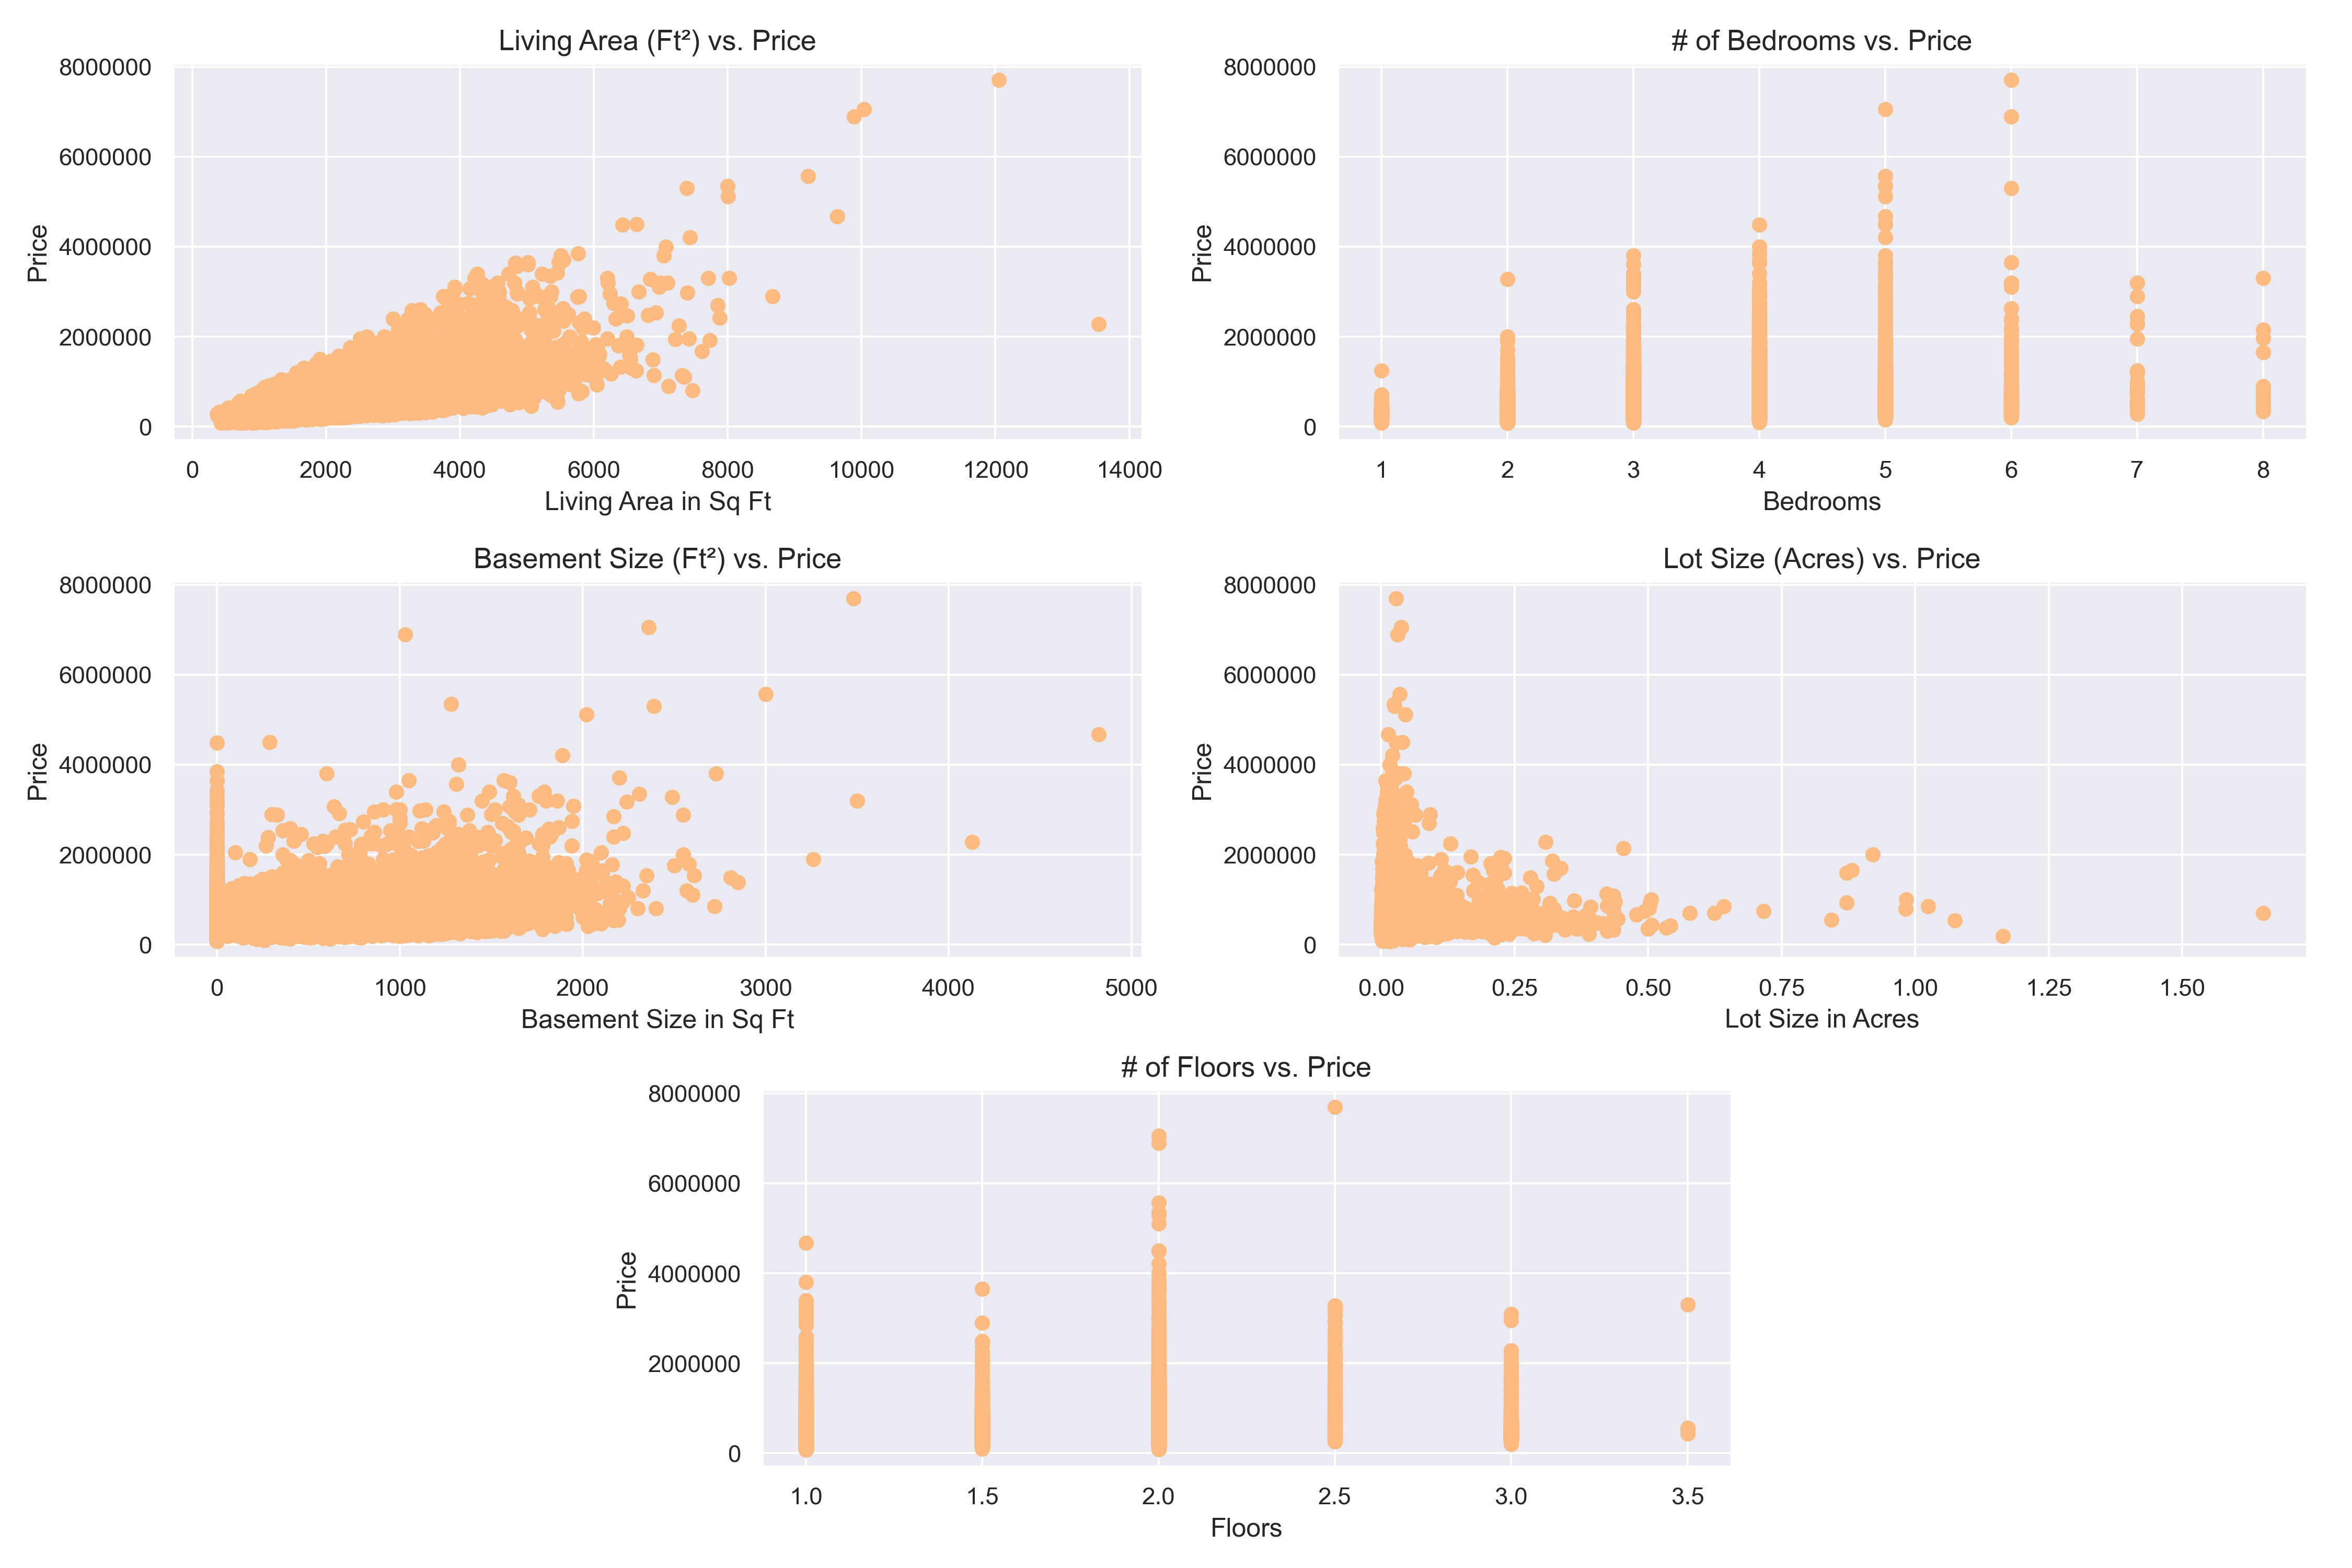 Living Area (Ft²) vs. Price
8000000
6000000
4000000
2000000
0
Price
0 2000 4000 6000 8000 10000 12000 14000
Living Area in Sq Ft
# of Bedrooms vs. Price
8000000
6000000
4000000
2000000
0
Price
1 2 3 4 5 6 7 8
Bedrooms
Basement Size (Ft²) vs. Price
8000000
6000000
4000000
2000000
0
Price
0 1000 2000 3000 4000 5000
Basement Size in Sq Ft
Lot Size (Acres) vs. Price
8000000
6000000
4000000
2000000
0
Price
0.00 0.25 0.50 0.75 1.00 1.25 1.50
Lot Size in Acres
# of Floors vs. Price
8000000
6000000
4000000
2000000
0
Price
1.0 1.5 2.0 2.5 3.0 3.5
Floors